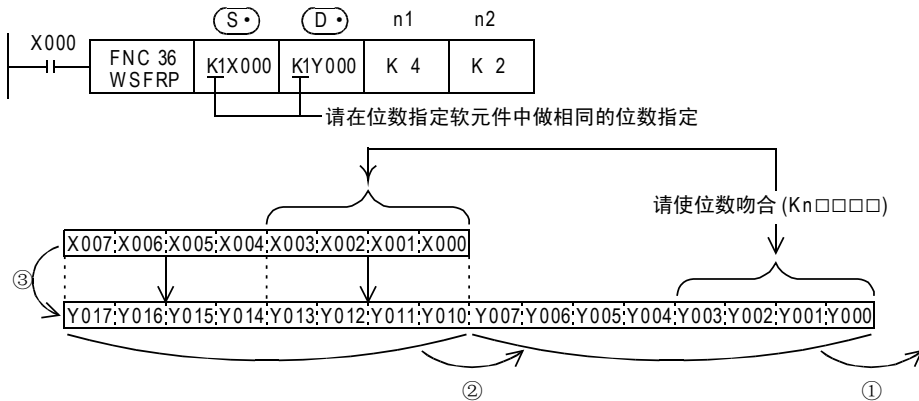 S· D· n1 n2
X000
FNC 36 K1X000 K1Y000 K 4 K 2
WSFRP
请在位数指定软元件中做相同的位数指定
请使位数吻合 (Kn□□□□)
X007 X006 X005 X004 X003 X002 X001 X000
③
Y017 Y016 Y015 Y014 Y013 Y012 Y011 Y010 Y007 Y006 Y005 Y004 Y003 Y002 Y001 Y000
② ①